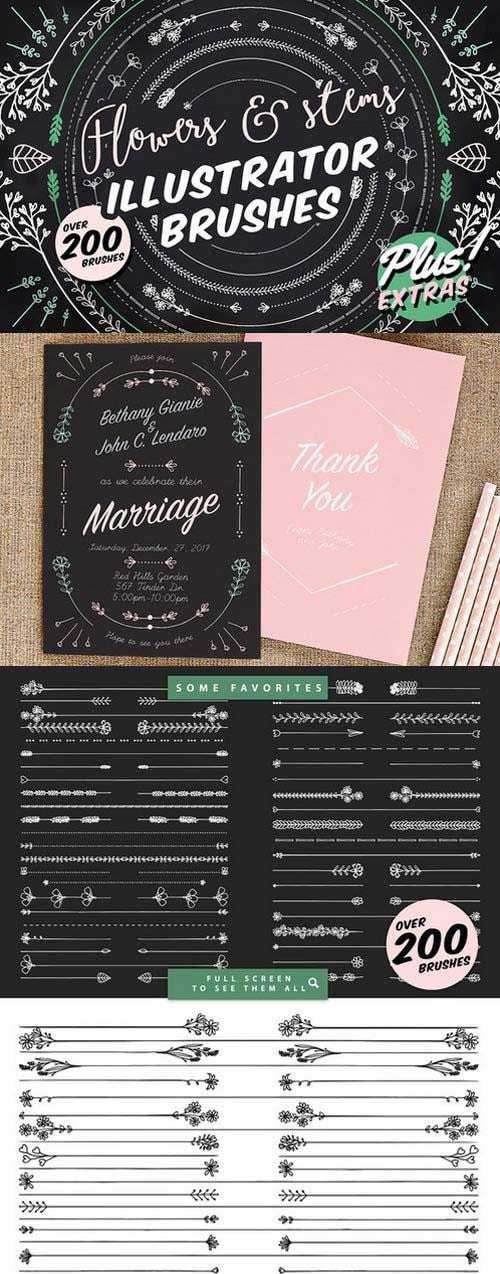 Flowers & stems
ILLUSTRATOR
BRUSHES
OVER
200
BRUSHES
Plus!
EXTRAS
Please join
Bethany Gianie
&
John C. Lendaro
as we celebrate their
Marriage
Saturday, December. 27, 2017
Red Hills Garden
567 Tinder Dn
5:00pm-10:00pm
Hope to see you there
Thank
You
SOME FAVORITES
OVER
200
BRUSHES
FULL SCREEN
TO SEE THEM ALL